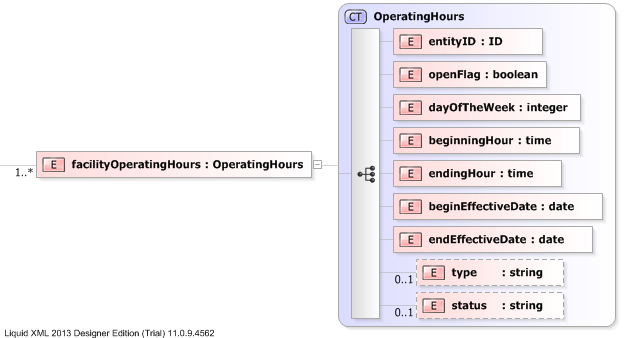 CT OperatingHours
E entityID : ID
E openFlag : boolean
E dayOfTheWeek : integer
E beginningHour : time
E facilityOperatingHours : OperatingHours
1..*
E endingHour : time
E beginEffectiveDate : date
E endEffectiveDate : date
E type : string
0..1
E status : string
0..1
Liquid XML 2013 Designer Edition (Trial) 11.0.9.4562